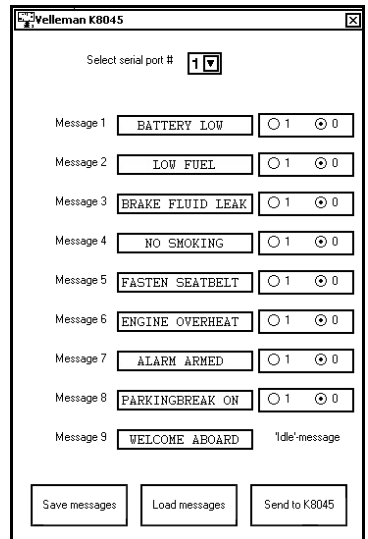 Velleman K8045
Select serial port # 1
Message 1 BATTERY LOW 1 0
Message 2 LOW FUEL 1 0
Message 3 BRAKE FLUID LEAK 1 0
Message 4 NO SMOKING 1 0
Message 5 FASTEN SEATBELT 1 0
Message 6 ENGINE OVERHEAT 1 0
Message 7 ALARM ARMED 1 0
Message 8 PARKINGBREAK ON 1 0
Message 9 WELCOME ABOARD 'Idle'-message
Save messages Load messages Send to K8045